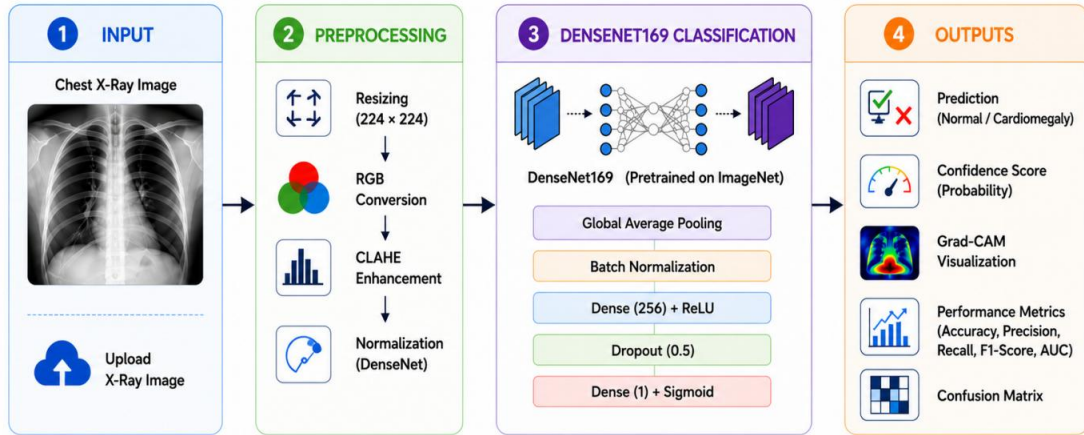 1 INPUT
Chest X-Ray Image
Upload
X-Ray Image
2 PREPROCESSING
Resizing
(224 × 224)
RGB
Conversion
CLAHE
Enhancement
Normalization
(DenseNet)
3 DENSENET169 CLASSIFICATION
DenseNet169 (Pretrained on ImageNet)
Global Average Pooling
Batch Normalization
Dense (256) + ReLU
Dropout (0.5)
Dense (1) + Sigmoid
4 OUTPUTS
Prediction
(Normal / Cardiomegaly)
Confidence Score
(Probability)
Grad-CAM
Visualization
Performance Metrics
(Accuracy, Precision,
Recall, F1-Score, AUC)
Confusion Matrix